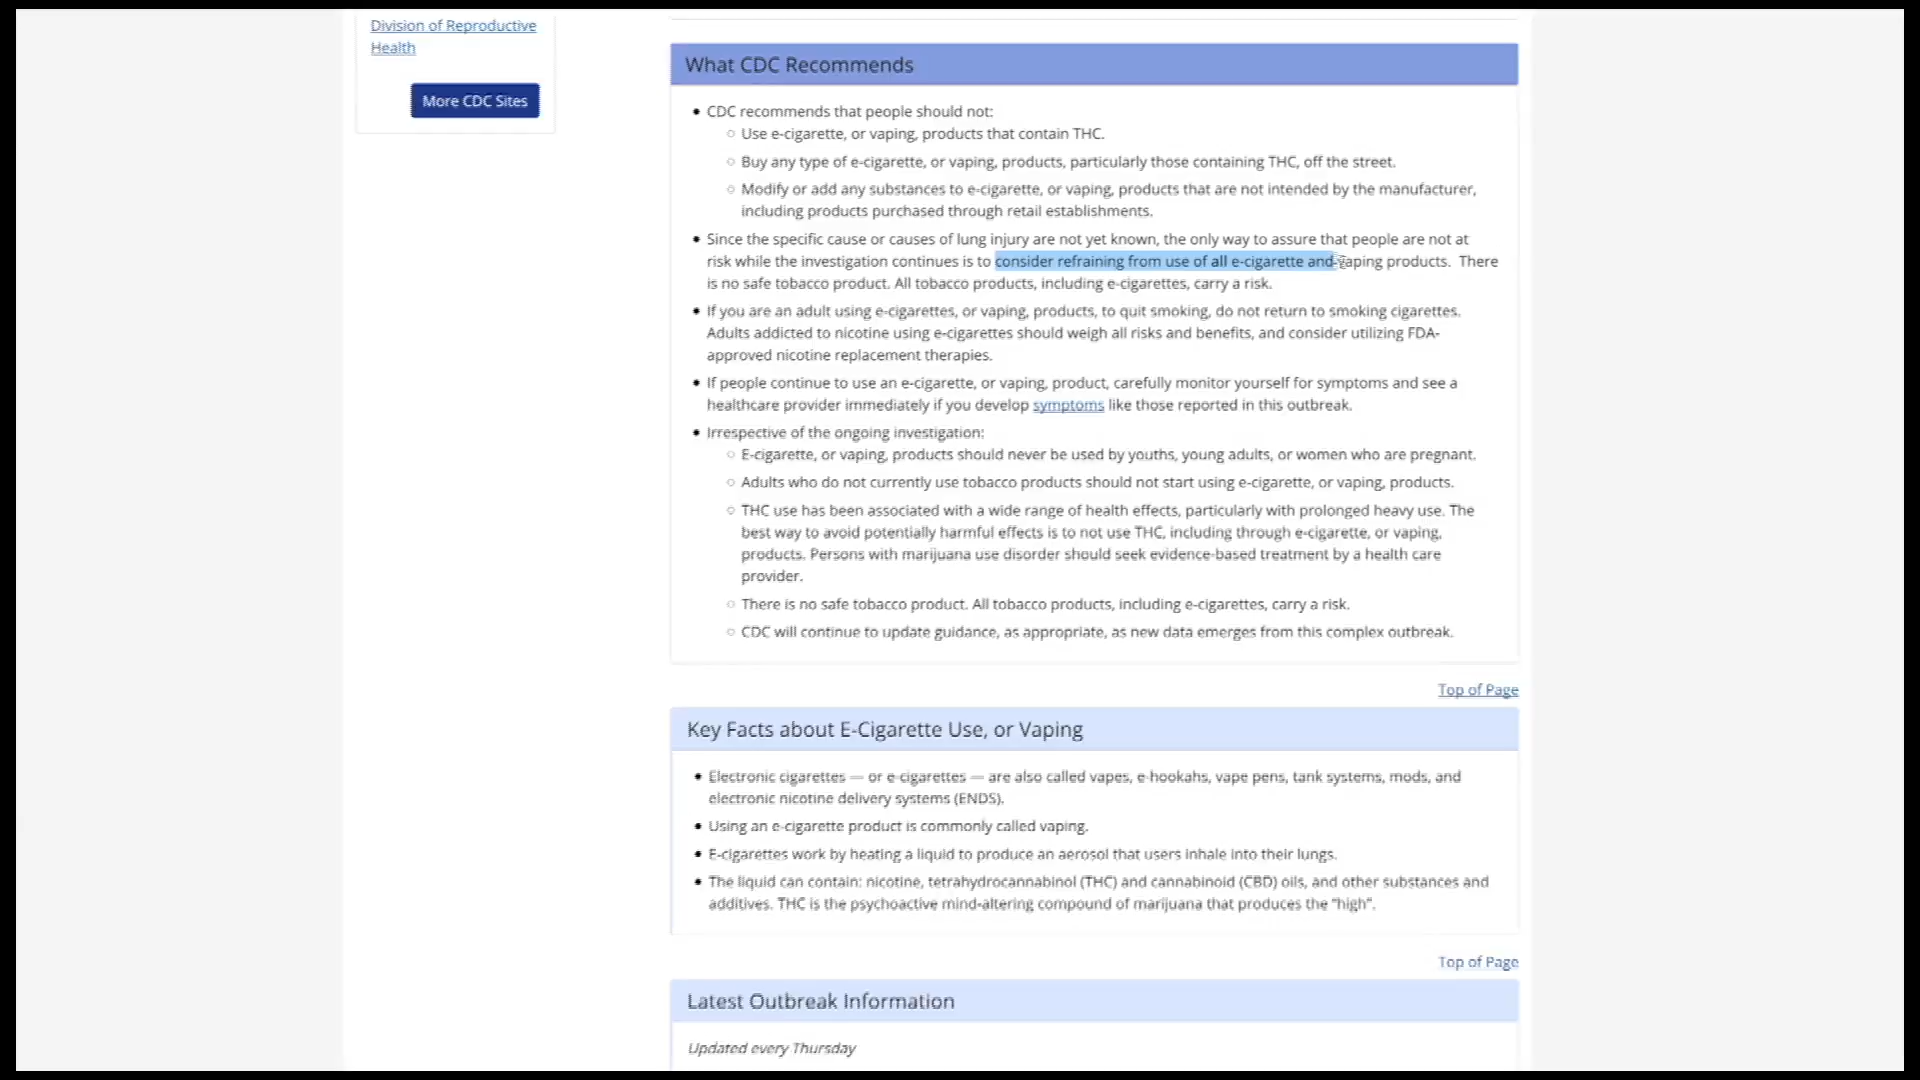 Division of Reproductive
Health
More CDC Sites
What CDC Recommends
• CDC recommends that people should not:
○ Use e-cigarette, or vaping, products that contain THC.
○ Buy any type of e-cigarette, or vaping, products, particularly those containing THC, off the street.
○ Modify or add any substances to e-cigarette, or vaping, products that are not intended by the manufacturer,
including products purchased through retail establishments.
• Since the specific cause or causes of lung injury are not yet known, the only way to assure that people are not at
risk while the investigation continues is to consider refraining from use of all e-cigarette and vaping products. There
is no safe tobacco product. All tobacco products, including e-cigarettes, carry a risk.
• If you are an adult using e-cigarettes, or vaping, products, to quit smoking, do not return to smoking cigarettes.
Adults addicted to nicotine using e-cigarettes should weigh all risks and benefits, and consider utilizing FDA-
approved nicotine replacement therapies.
• If people continue to use an e-cigarette, or vaping, product, carefully monitor yourself for symptoms and see a
healthcare provider immediately if you develop symptoms like those reported in this outbreak.
• Irrespective of the ongoing investigation:
○ E-cigarette, or vaping, products should never be used by youths, young adults, or women who are pregnant.
○ Adults who do not currently use tobacco products should not start using e-cigarette, or vaping, products.
○ THC use has been associated with a wide range of health effects, particularly with prolonged heavy use. The
best way to avoid potentially harmful effects is to not use THC, including through e-cigarette, or vaping,
products. Persons with marijuana use disorder should seek evidence-based treatment by a health care
provider.
○ There is no safe tobacco product. All tobacco products, including e-cigarettes, carry a risk.
○ CDC will continue to update guidance, as appropriate, as new data emerges from this complex outbreak.
Top of Page
Key Facts about E-Cigarette Use, or Vaping
• Electronic cigarettes — or e-cigarettes — are also called vapes, e-hookahs, vape pens, tank systems, mods, and
electronic nicotine delivery systems (ENDS).
• Using an e-cigarette product is commonly called vaping.
• E-cigarettes work by heating a liquid to produce an aerosol that users inhale into their lungs.
• The liquid can contain: nicotine, tetrahydrocannabinol (THC) and cannabinoid (CBD) oils, and other substances and
additives. THC is the psychoactive mind-altering compound of marijuana that produces the “high”.
Top of Page
Latest Outbreak Information
Updated every Thursday